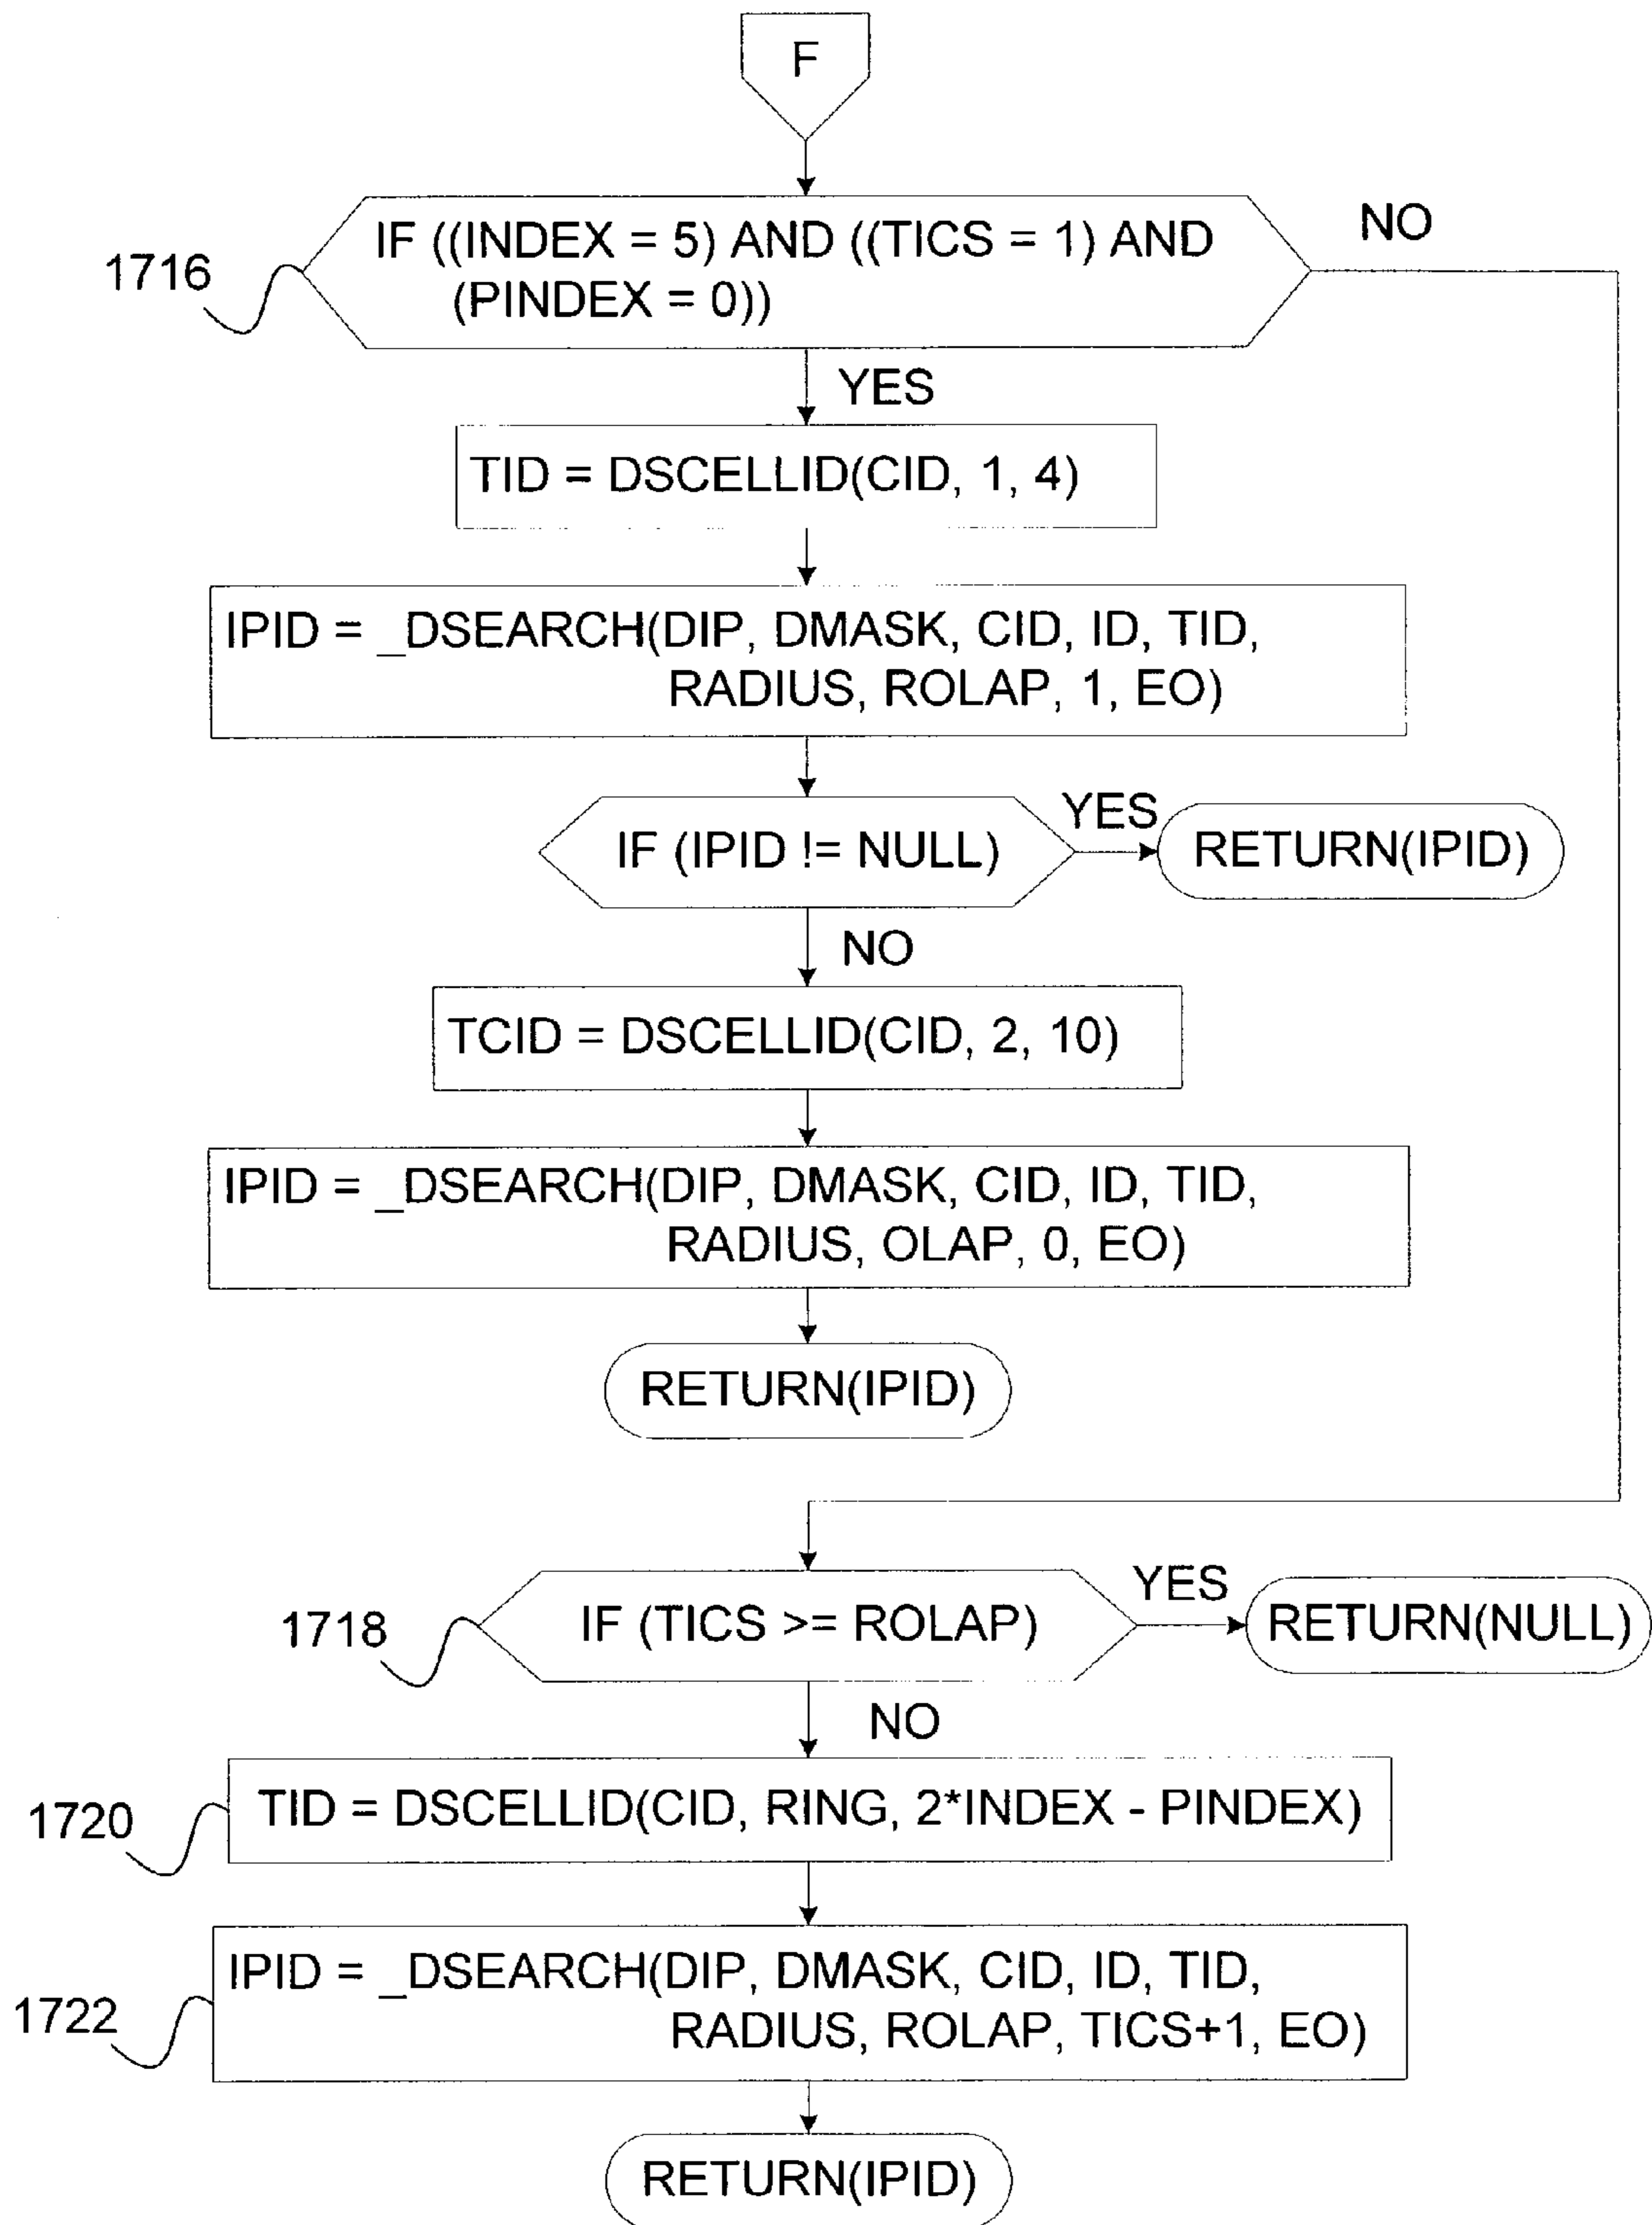 F
IF ((INDEX = 5) AND ((TICS = 1) AND
(PINDEX = 0))
NO
1716
YES
TID = DSCELLID(CID, 1, 4)
IPID = _DSEARCH(DIP, DMASK, CID, ID, TID,
RADIUS, ROLAP, 1, EO)
IF (IPID != NULL)
YES
RETURN(IPID)
NO
TCID = DSCELLID(CID, 2, 10)
IPID = _DSEARCH(DIP, DMASK, CID, ID, TID,
RADIUS, OLAP, 0, EO)
RETURN(IPID)
1718
IF (TICS >= ROLAP)
YES
RETURN(NULL)
NO
1720
TID = DSCELLID(CID, RING, 2*INDEX - PINDEX)
1722
IPID = _DSEARCH(DIP, DMASK, CID, ID, TID,
RADIUS, ROLAP, TICS+1, EO)
RETURN(IPID)